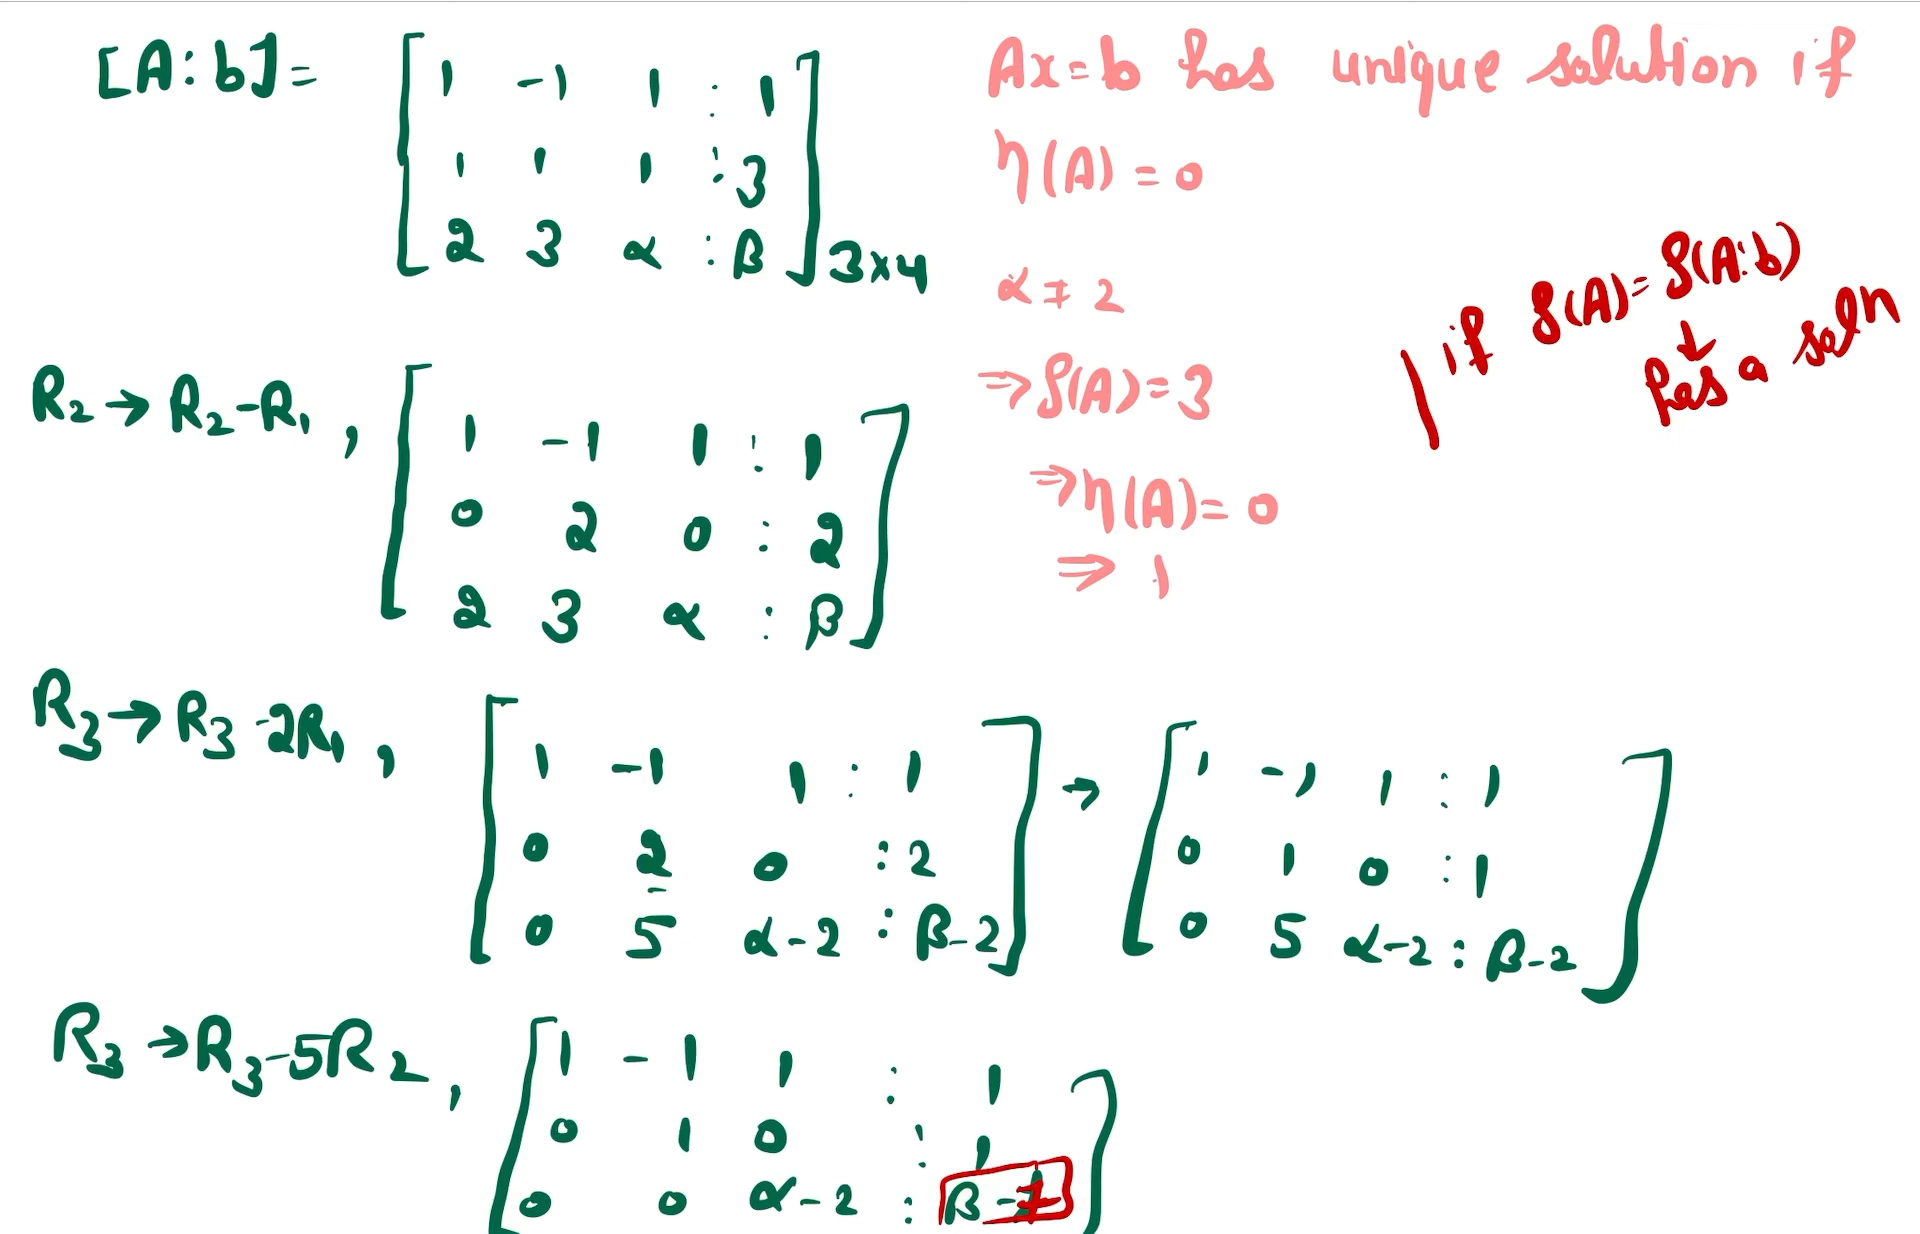 [A:b] = [ 1 -1 1 : 1
1 1 1 : 3
2 3 α : β ] 3×4
R2 → R2-R1 , [ 1 -1 1 : 1
0 2 0 : 2
2 3 α : β ]
R3 → R3-2R1 , [ 1 -1 1 : 1
0 2 0 : 2
0 5 α-2 : β-2 ] → [ 1 -1 1 : 1
0 1 0 : 1
0 5 α-2 : β-2 ]
R3 → R3-5R2 , [ 1 -1 1 : 1
0 1 0 : 1
0 0 α-2 : β-7 ]
Ax=b has unique solution if
η(A) = 0
α ≠ 2
⇒ ρ(A) = 3
⇒ η(A) = 0
⇒ 1
if ρ(A) = ρ(A:b)
↓
has a soln